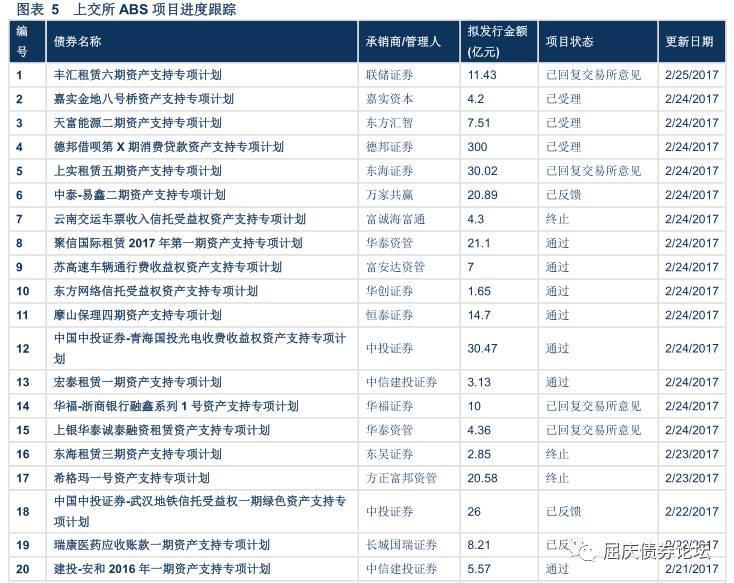 图表 5 上交所 ABS 项目进度跟踪
编号 债券名称 承销商/管理人 拟发行金额(亿元) 项目状态 更新日期
1 丰汇租赁六期资产支持专项计划 联储证券 11.43 已回复交易所意见 2/25/2017
2 嘉实金地八号桥资产支持专项计划 嘉实资本 4.2 已受理 2/24/2017
3 天富能源二期资产支持专项计划 东方汇智 7.51 已受理 2/24/2017
4 德邦借呗第 X 期消费贷款资产支持专项计划 德邦证券 300 已受理 2/24/2017
5 上实租赁五期资产支持专项计划 东海证券 30.02 已回复交易所意见 2/24/2017
6 中泰-易鑫二期资产支持专项计划 万家共赢 20.89 已反馈 2/24/2017
7 云南交运车票收入信托受益权资产支持专项计划 富诚海富通 4.3 终止 2/24/2017
8 聚信国际租赁 2017 年第一期资产支持专项计划 华泰资管 21.1 通过 2/24/2017
9 苏高速车辆通行费收益权资产支持专项计划 富安达资管 7 通过 2/24/2017
10 东方网络信托受益权资产支持专项计划 华创证券 1.65 通过 2/24/2017
11 摩山保理四期资产支持专项计划 恒泰证券 14.7 通过 2/24/2017
12 中国中投证券-青海国投光电收费收益权资产支持专项计划 中投证券 30.47 通过 2/24/2017
13 宏泰租赁一期资产支持专项计划 中信建投证券 3.13 通过 2/24/2017
14 华福-浙商银行融鑫系列 1 号资产支持专项计划 华福证券 10 已回复交易所意见 2/24/2017
15 上银华泰诚泰融资租赁资产支持专项计划 华泰资管 4.36 已回复交易所意见 2/24/2017
16 东海租赁三期资产支持专项计划 东吴证券 2.85 终止 2/23/2017
17 希格玛一号资产支持专项计划 方正富邦资管 20.58 终止 2/23/2017
18 中国中投证券-武汉地铁信托受益权一期绿色资产支持专项计划 中投证券 26 已反馈 2/22/2017
19 瑞康医药应收账款一期资产支持专项计划 长城国瑞证券 8.21 已反馈 2/22/2017
20 建投-安和 2016 年一期资产支持专项计划 中信建投证券 5.57 通过 2/21/2017
屈庆债券论坛